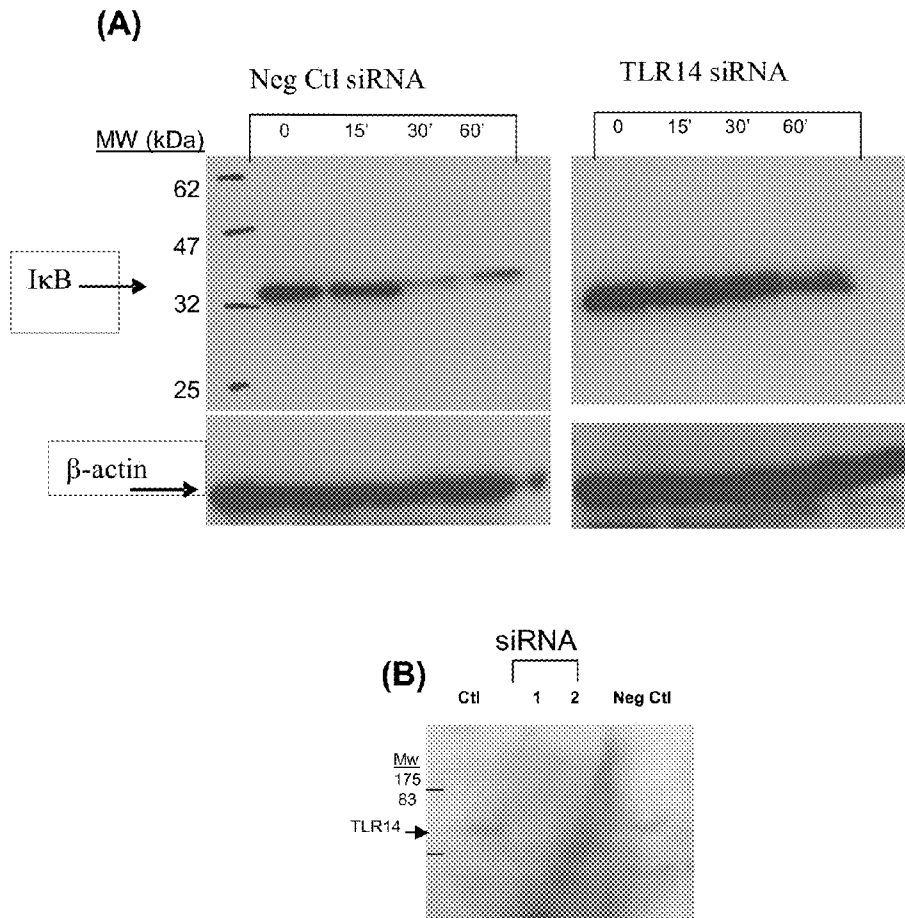 (A)
Neg Ctl siRNA
TLR14 siRNA
0 15' 30' 60'
0 15' 30' 60'
MW (kDa)
62
47
IκB
32
25
β-actin
siRNA
(B)
Ctl 1 2 Neg Ctl
Mw
175
83
TLR14